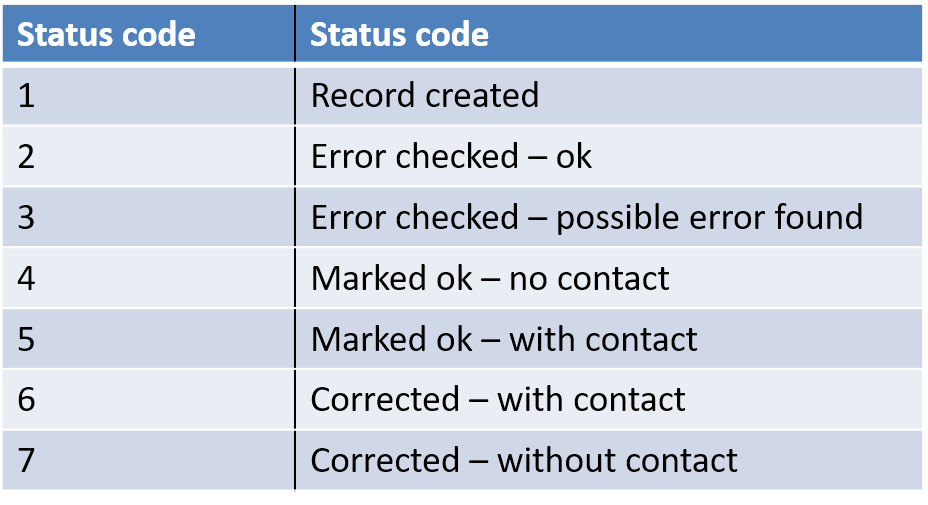 Status code Status code
1 Record created
2 Error checked – ok
3 Error checked – possible error found
4 Marked ok – no contact
5 Marked ok – with contact
6 Corrected – with contact
7 Corrected – without contact